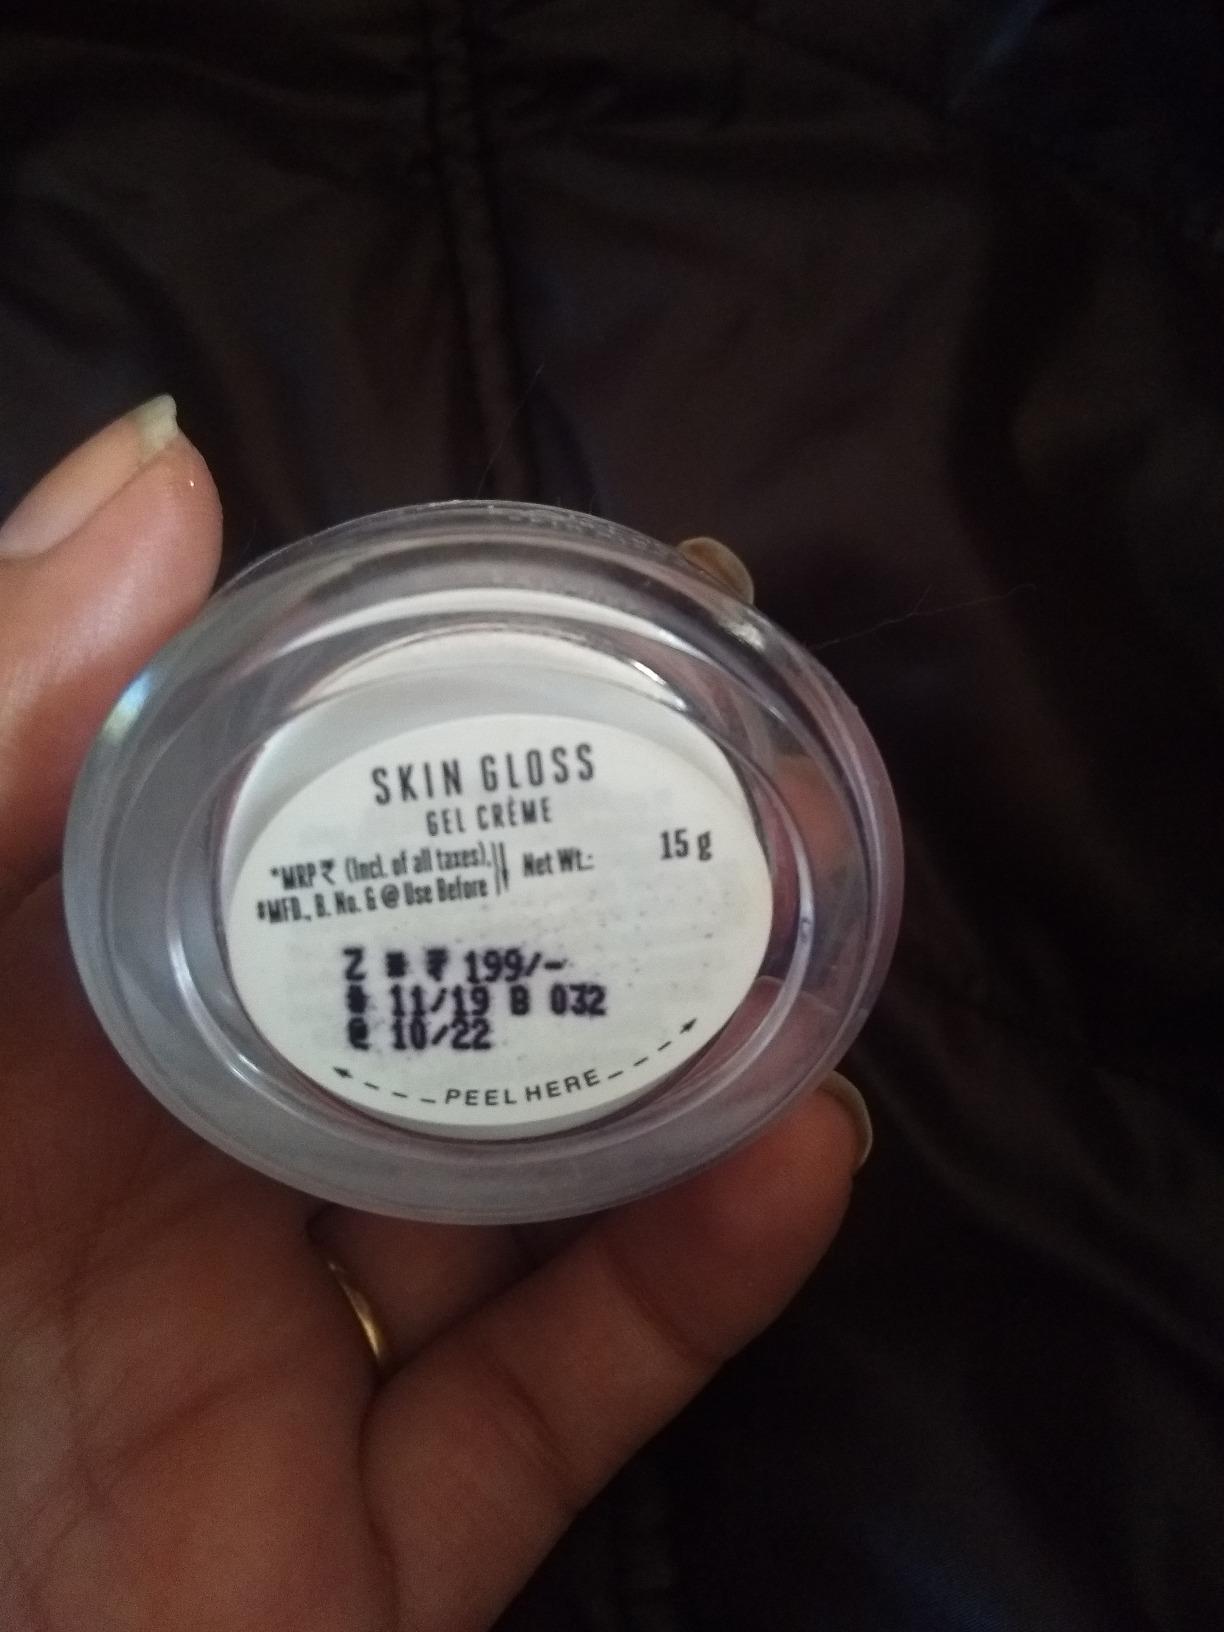 SKIN GLOSS
GEL CRÈME
*MRP ₹ (Incl. of all taxes),
#MFD., B. No. & @ Use Before
Net Wt.: 15 g
Z * ₹ 199/-
# 11/19 B 032
@ 10/22
PEEL HERE